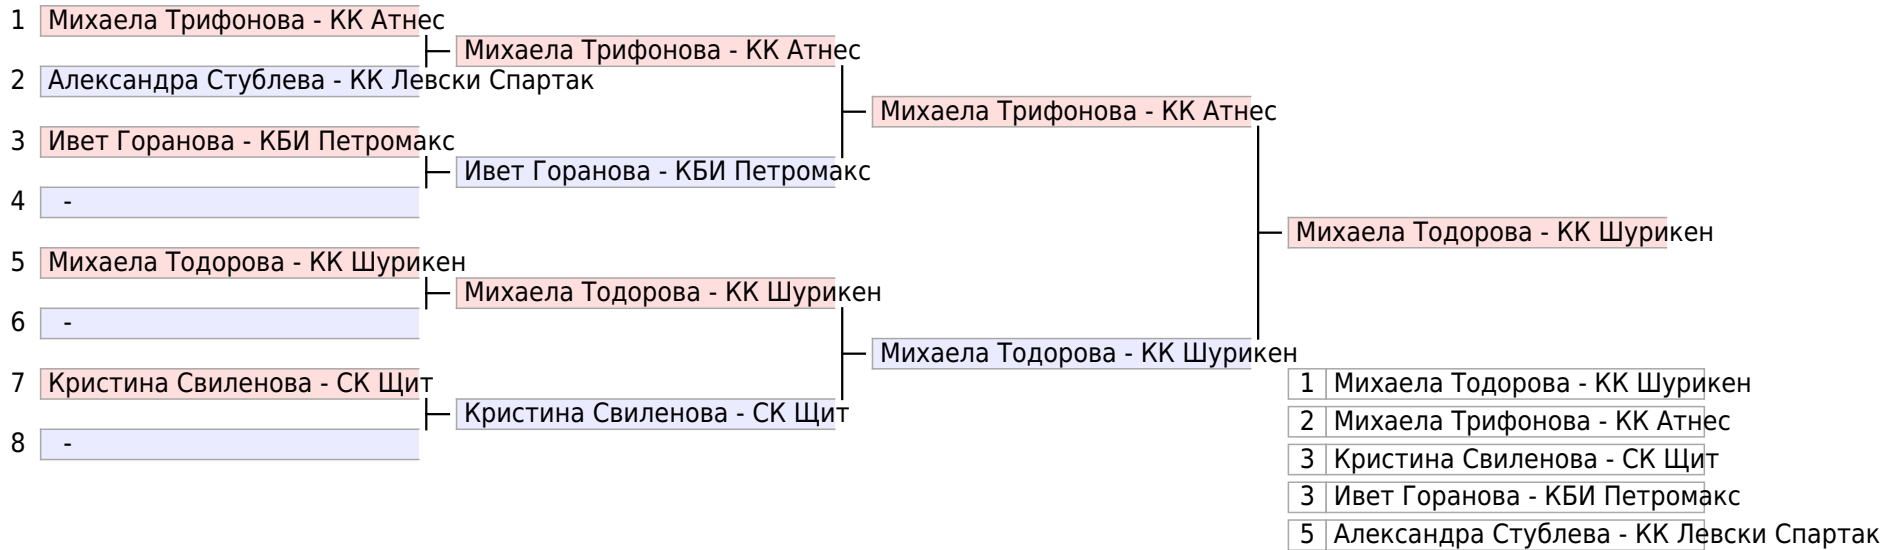 1 Михаела Трифонова - КК Атнес
2 Александра Стублева - КК Левски Спартак
3 Ивет Горанова - КБИ Петромакс
4 -
5 Михаела Тодорова - КК Шурикен
6 -
7 Кристина Свиленова - СК Щит
8 -
Михаела Трифонова - КК Атнес
Ивет Горанова - КБИ Петромакс
Михаела Тодорова - КК Шурикен
Кристина Свиленова - СК Щит
Михаела Трифонова - КК Атнес
Михаела Тодорова - КК Шурикен
Михаела Тодорова - КК Шурикен
1 Михаела Тодорова - КК Шурикен
2 Михаела Трифонова - КК Атнес
3 Кристина Свиленова - СК Щит
3 Ивет Горанова - КБИ Петромакс
5 Александра Стублева - КК Левски Спартак